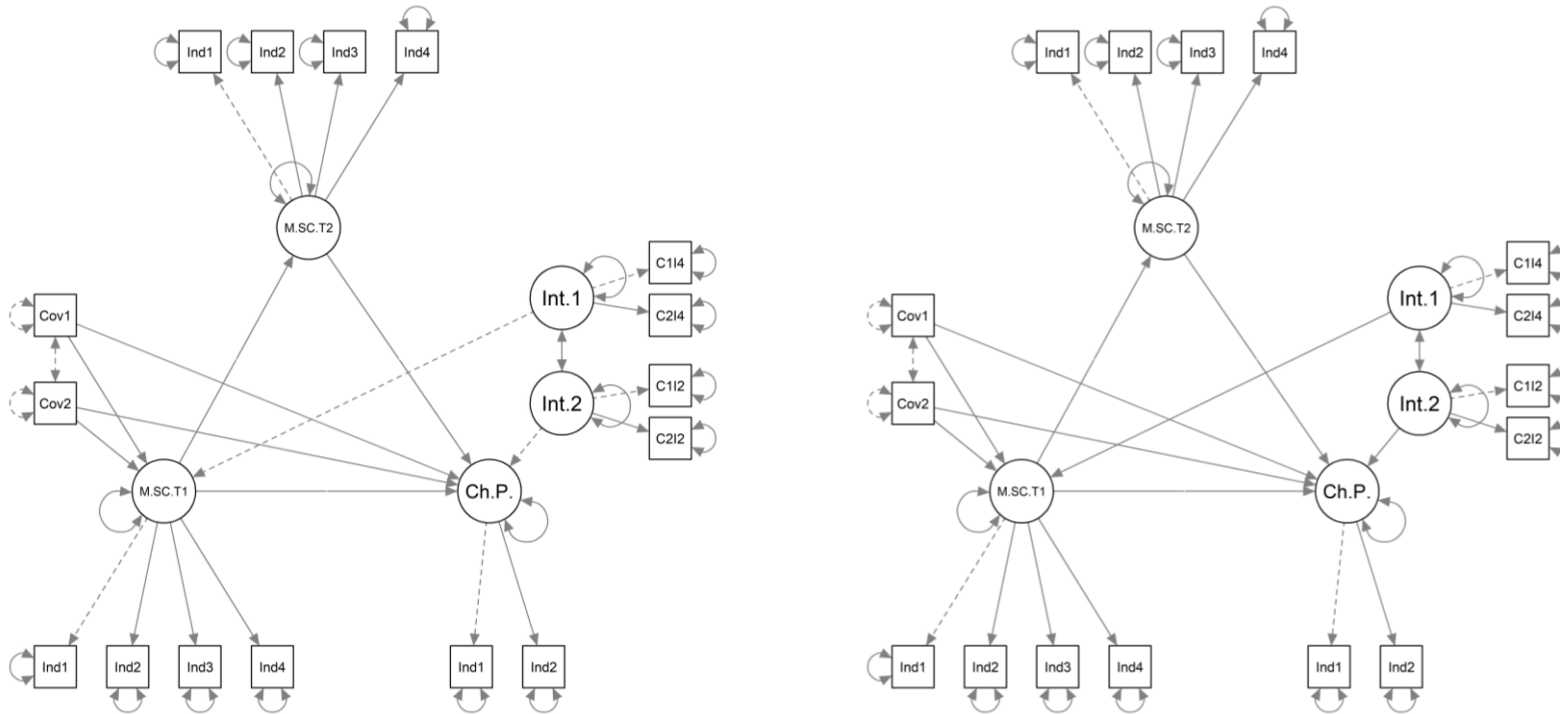 Ind1 Ind2 Ind3 Ind4
M.SC.T2
Int.1
C1I4
C2I4
Cov1
Cov2
Int.2
C1I2
C2I2
M.SC.T1
Ch.P.
Ind1 Ind2 Ind3 Ind4 Ind1 Ind2
Ind1 Ind2 Ind3 Ind4
M.SC.T2
Int.1
C1I4
C2I4
Cov1
Cov2
Int.2
C1I2
C2I2
M.SC.T1
Ch.P.
Ind1 Ind2 Ind3 Ind4 Ind1 Ind2